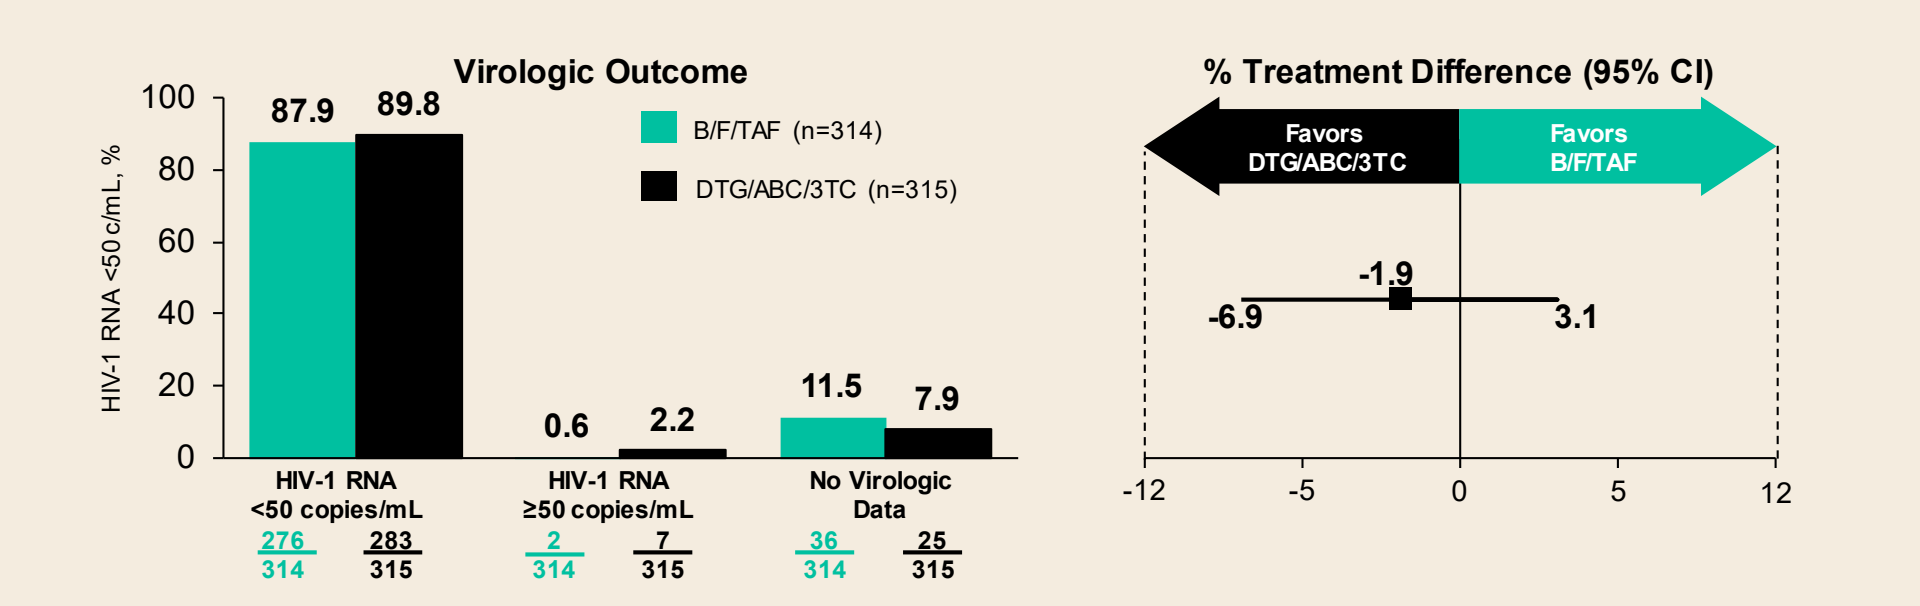 Virologic Outcome
HIV-1 RNA <50 c/mL, %
100
80
60
40
20
0
87.9
89.8
0.6
2.2
11.5
7.9
B/F/TAF (n=314)
DTG/ABC/3TC (n=315)
HIV-1 RNA
<50 copies/mL
HIV-1 RNA
≥50 copies/mL
No Virologic
Data
276
314
283
315
2
314
7
315
36
314
25
315
% Treatment Difference (95% CI)
Favors
DTG/ABC/3TC
Favors
B/F/TAF
-1.9
-6.9
3.1
-12
-5
0
5
12